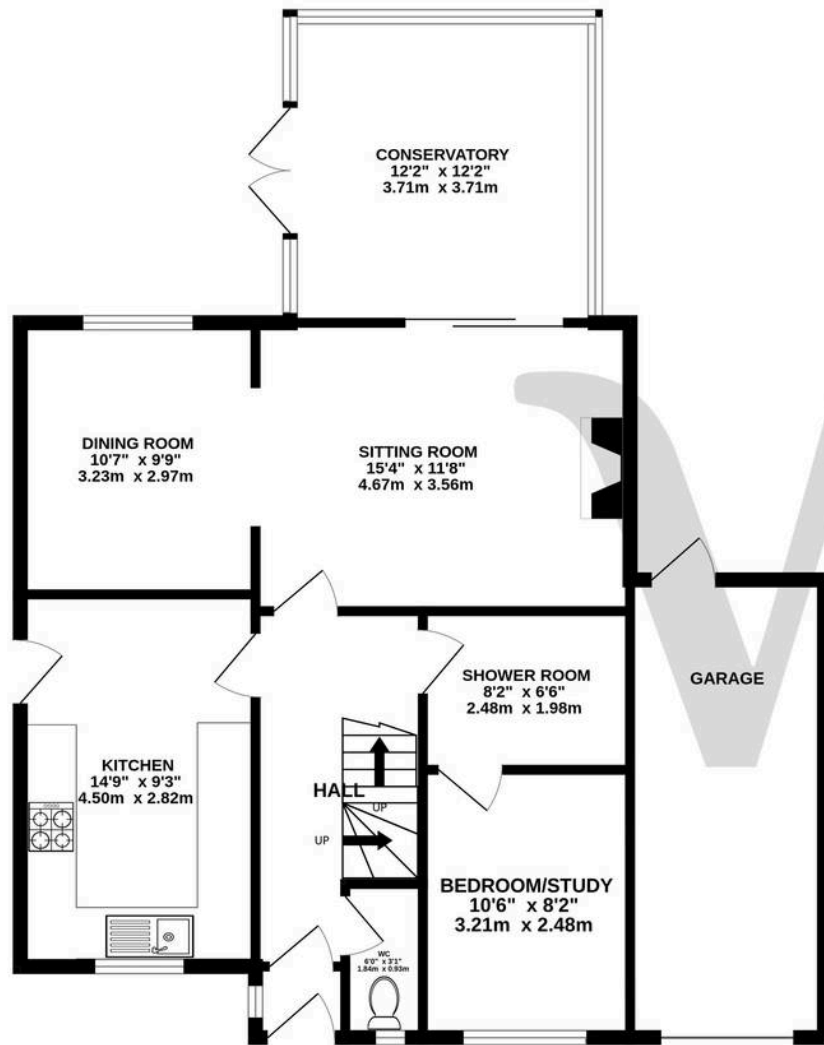 CONSERVATORY
12'2" x 12'2"
3.71m x 3.71m
DINING ROOM
10'7" x 9'9"
3.23m x 2.97m
SITTING ROOM
15'4" x 11'8"
4.67m x 3.56m
SHOWER ROOM
8'2" x 6'6"
2.48m x 1.98m
GARAGE
KITCHEN
14'9" x 9'3"
4.50m x 2.82m
HALL
UP
UP
BEDROOM/STUDY
10'6" x 8'2"
3.21m x 2.48m
WC
6'0" x 3'1"
1.84m x 0.93m